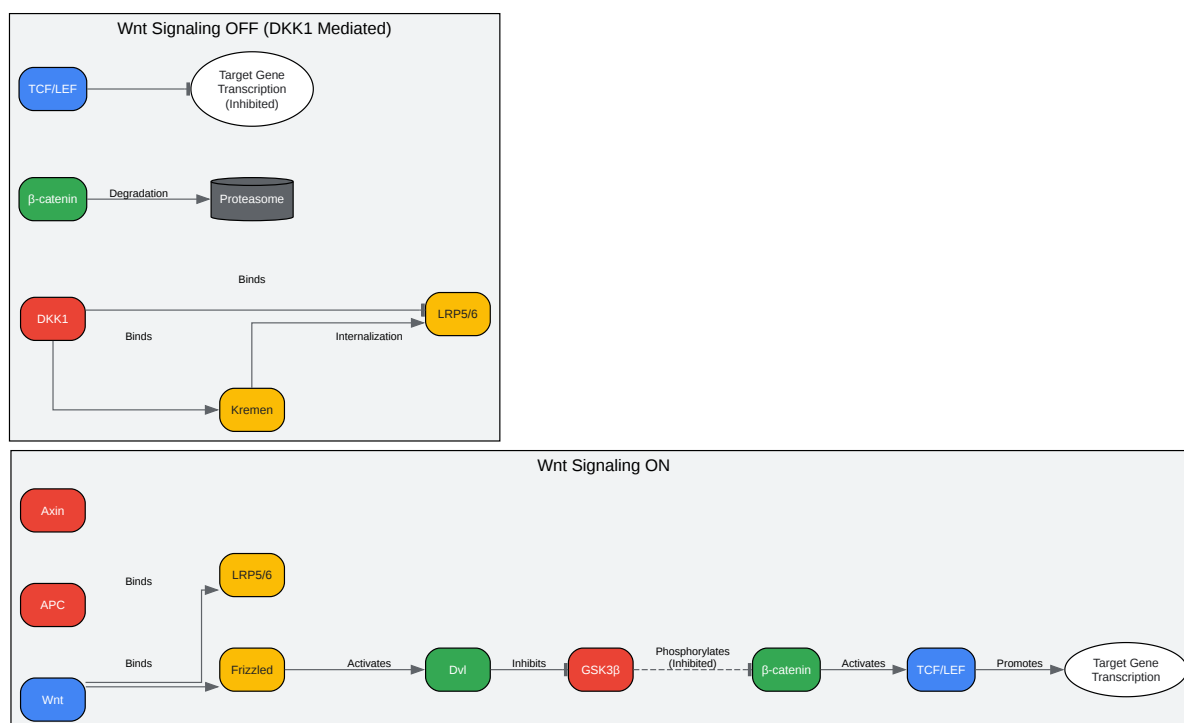 Wnt Signaling OFF (DKK1 Mediated)
TCF/LEF
Target Gene
Transcription
(Inhibited)
β-catenin
Degradation
Proteasome
Binds
DKK1
LRP5/6
Binds
Internalization
Kremen
Wnt Signaling ON
Axin
Binds
LRP5/6
APC
Binds
Frizzled
Activates
Dvl
Inhibits
GSK3β
Phosphorylates
(Inhibited)
β-catenin
Activates
TCF/LEF
Promotes
Target Gene
Transcription
Wnt